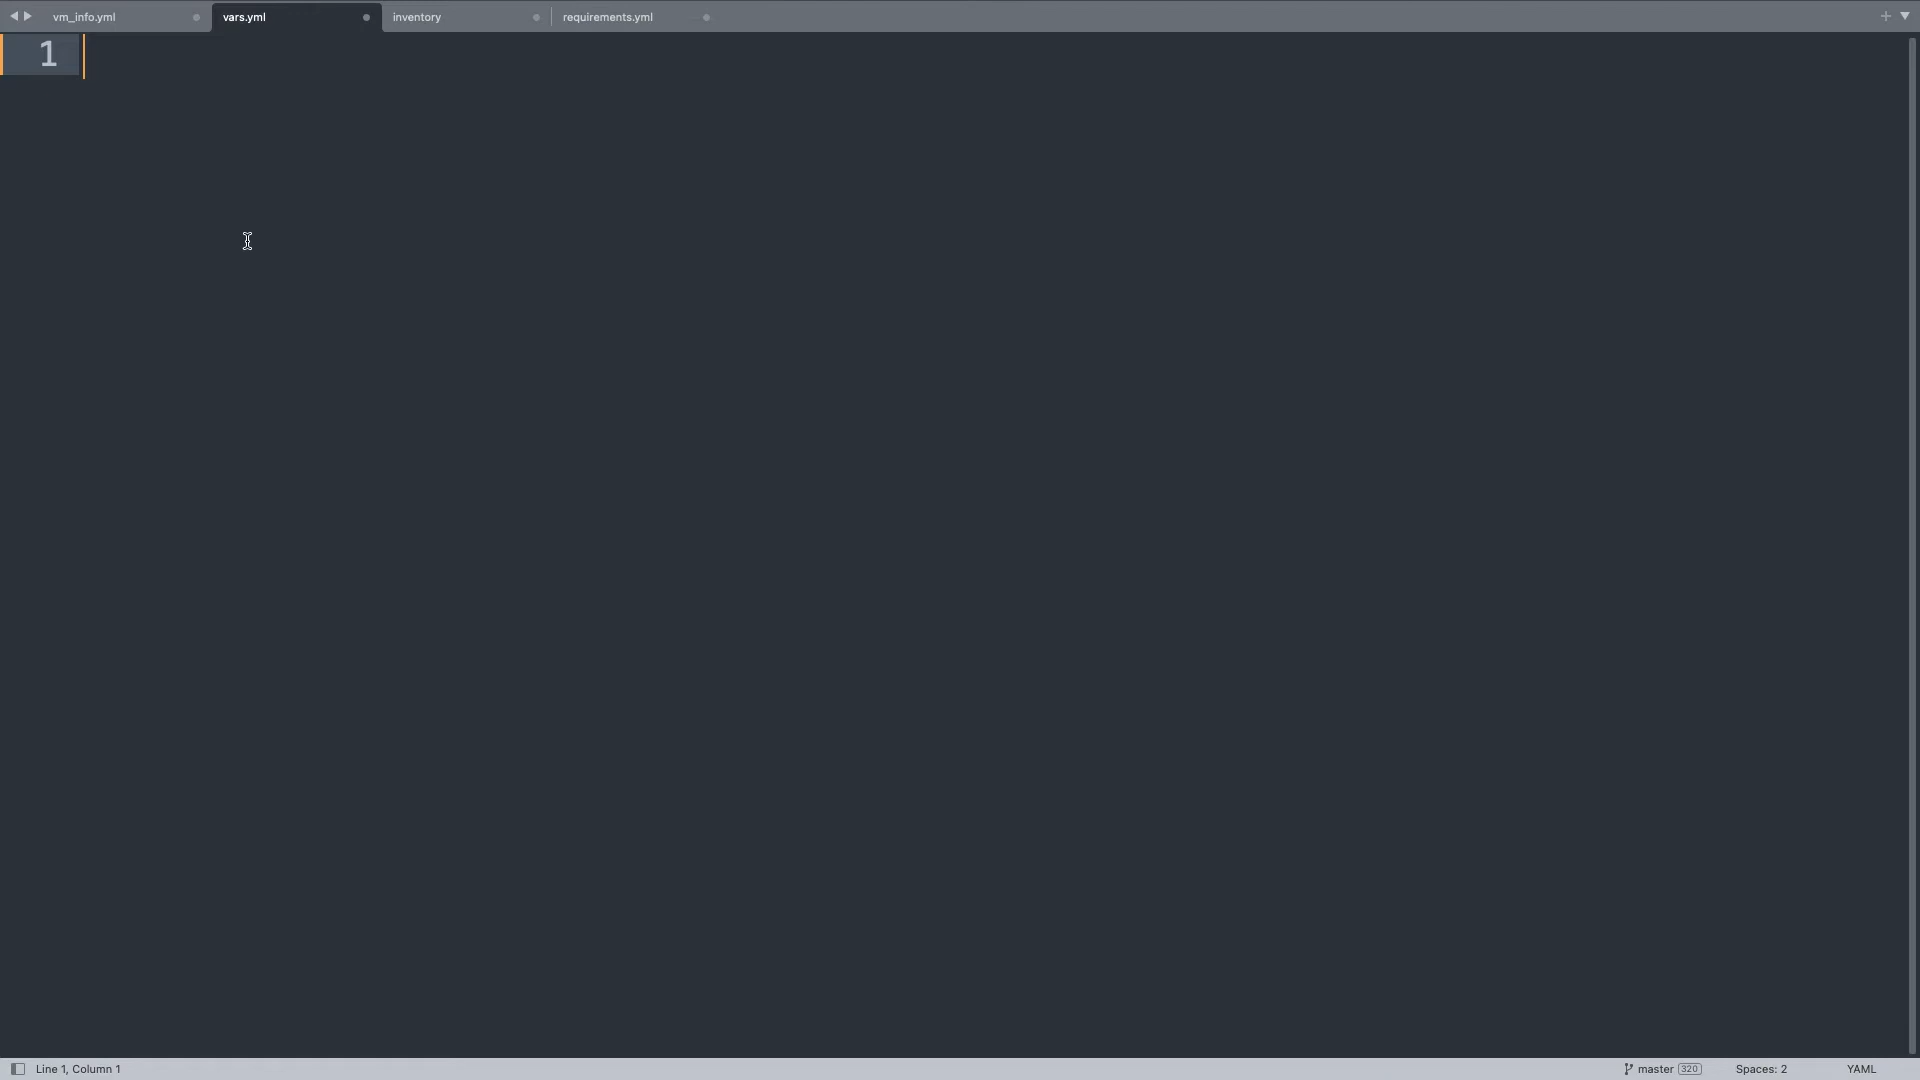 vm_info.yml
vars.yml
inventory
requirements.yml
1
Line 1, Column 1
master 320
Spaces: 2
YAML